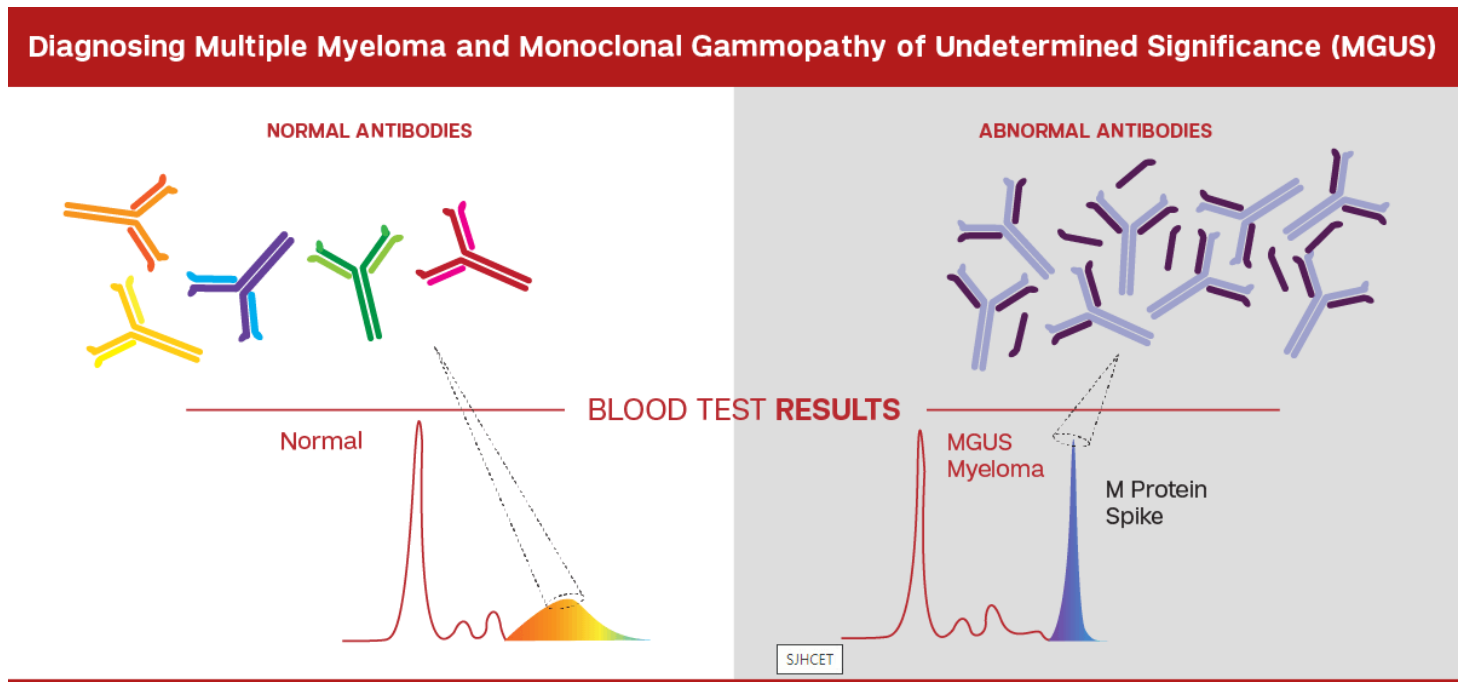 Diagnosing Multiple Myeloma and Monoclonal Gammopathy of Undetermined Significance (MGUS)
NORMAL ANTIBODIES
ABNORMAL ANTIBODIES
BLOOD TEST RESULTS
Normal
MGUS
Myeloma
M Protein
Spike
SJHCET